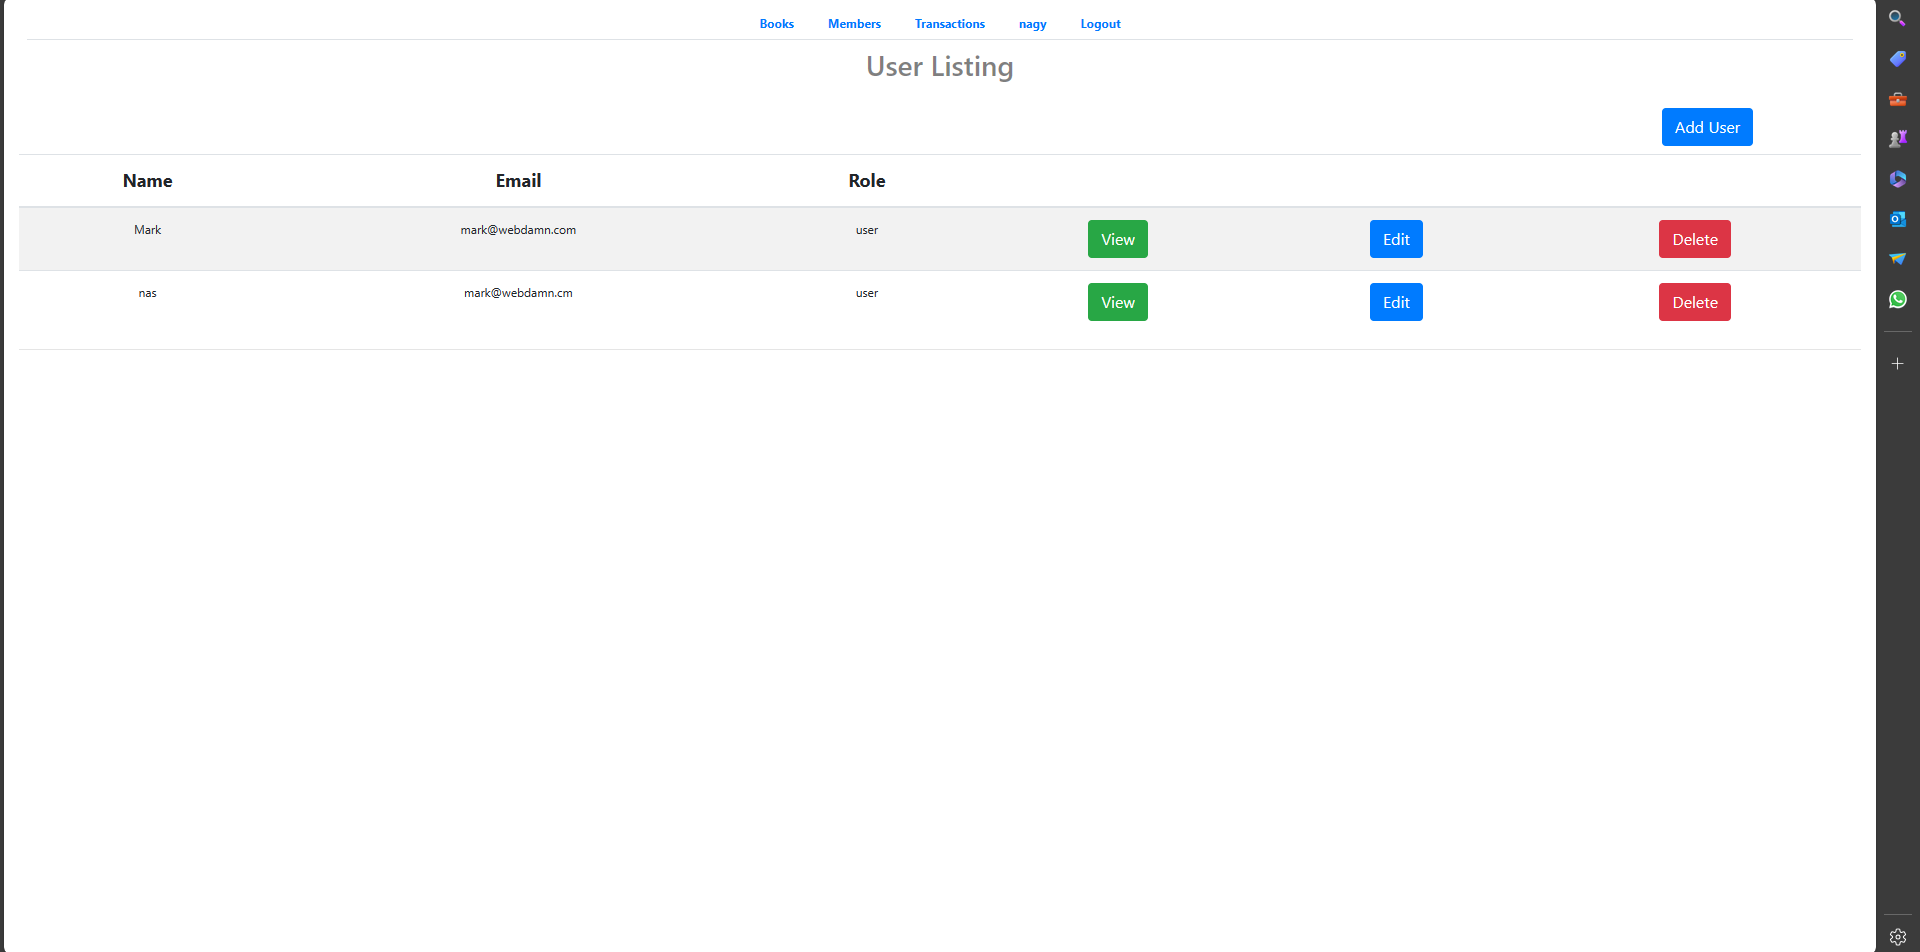 Books Members Transactions nagy Logout
User Listing
Add User
Name Email Role
Mark mark@webdamn.com user View Edit Delete
nas mark@webdamn.cm user View Edit Delete